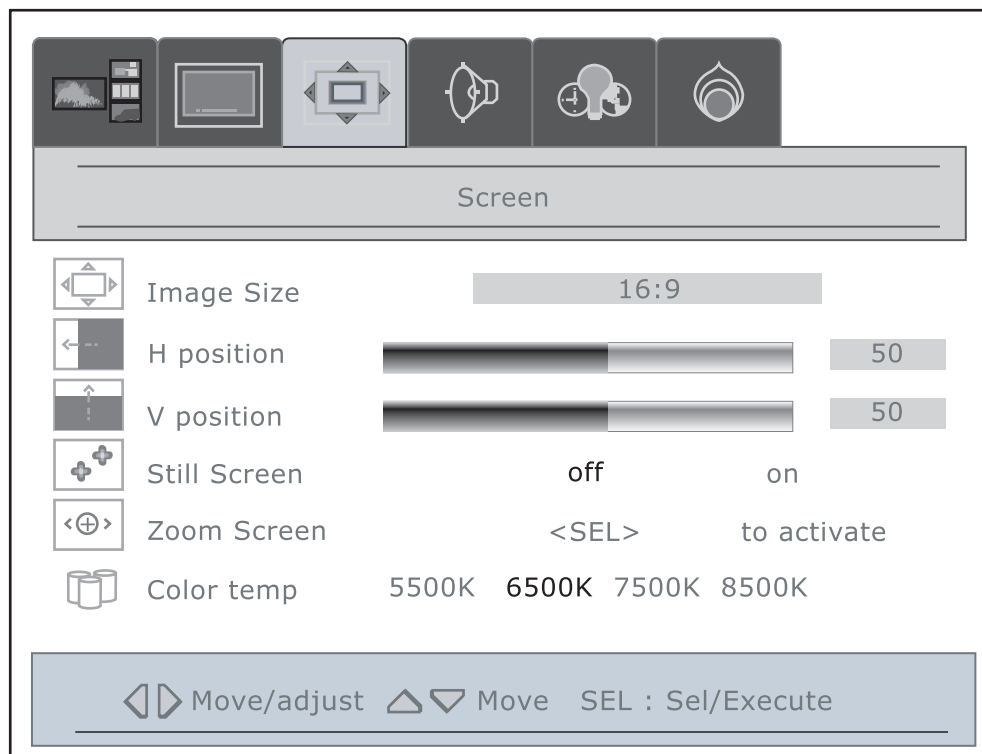 Screen
Image Size 16:9
H position 50
V position 50
Still Screen off on
Zoom Screen <SEL> to activate
Color temp 5500K 6500K 7500K 8500K
Move/adjust Move SEL : Sel/Execute